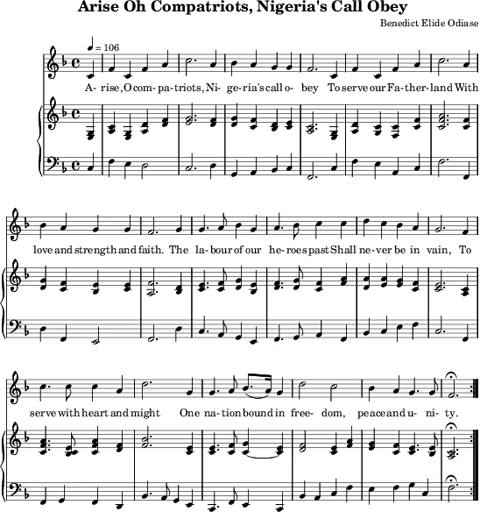 Arise Oh Compatriots, Nigeria's Call Obey
Benedict Elide Odiase
♩ = 106
A- rise, O com- pa- triots, Ni- ge- ria's call o- bey To serve our Fa- ther- land With
love and strength and faith. The la- bour of our he- roes past Shall ne- ver be in vain, To
serve with heart and might One na- tion bound in free- dom, peace and u- ni- ty.